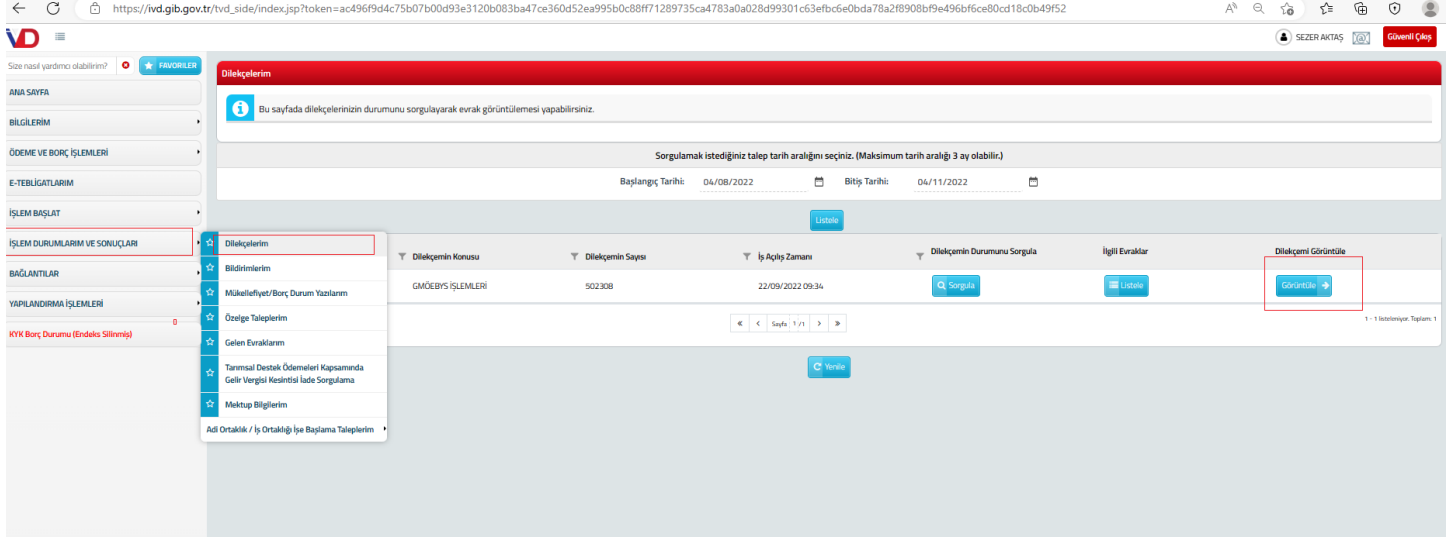 https://ivd.gib.gov.tr/tvd_side/index.jsp?token=ac496f9d4c75b07b00d93e3120b083ba47ce360d52ea995b0c88ff71289735ca4783a0a028d99301c63efbc6e0bda78a2f8908bf9e496bf6ce80cd18c0b49f52
iVD
SEZER AKTAŞ
Güvenli Çıkış
Size nasıl yardımcı olabilirim?
FAVORİLER
ANA SAYFA
BİLGİLERİM
ÖDEME VE BORÇ İŞLEMLERİ
E-TEBLİGATLARIM
İŞLEM BAŞLAT
İŞLEM DURUMLARIM VE SONUÇLARI
BAĞLANTILAR
YAPILANDIRMA İŞLEMLERİ
0
KYK Borç Durumu (Endeks Silinmiş)
Dilekçelerim
Bildirimlerim
Mükellefiyet/Borç Durum Yazılarım
Özelge Taleplerim
Gelen Evraklarım
Tarımsal Destek Ödemeleri Kapsamında
Gelir Vergisi Kesintisi İade Sorgulama
Mektup Bilgilerim
Adi Ortaklık / İş Ortaklığı İşe Başlama Taleplerim
Dilekçelerim
Bu sayfada dilekçelerinizin durumunu sorgulayarak evrak görüntülemesi yapabilirsiniz.
Sorgulamak istediğiniz talep tarih aralığını seçiniz. (Maksimum tarih aralığı 3 ay olabilir.)
Başlangıç Tarihi: 04/08/2022 Bitiş Tarihi: 04/11/2022
Listele
Dilekçemin Konusu Dilekçemin Sayısı İş Açılış Zamanı Dilekçemin Durumunu Sorgula İlgili Evraklar Dilekçemi Görüntüle
GMÖEBYS İŞLEMLERİ 502308 22/09/2022 09:34 Sorgula Listele Görüntüle
Sayfa 1 /1
1 - 1 listeleniyor. Toplam: 1
Yenile